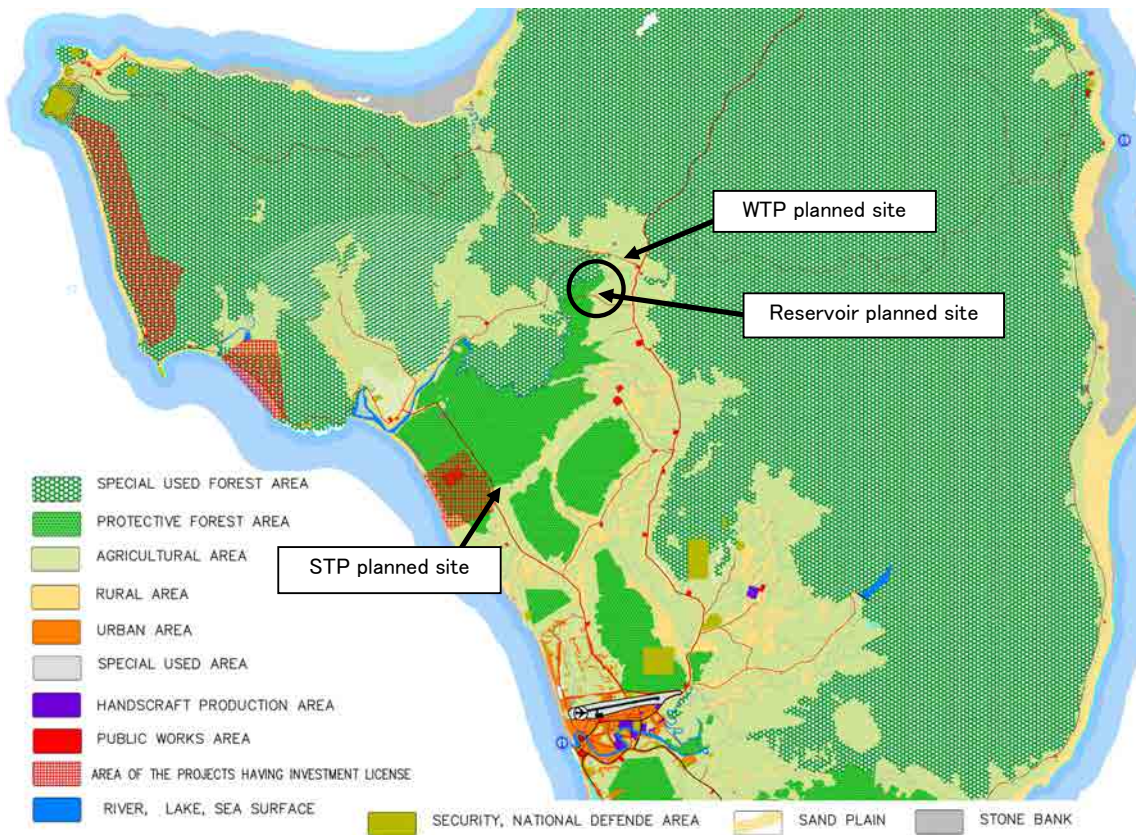 WTP planned site
Reservoir planned site
STP planned site
SPECIAL USED FOREST AREA
PROTECTIVE FOREST AREA
AGRICULTURAL AREA
RURAL AREA
URBAN AREA
SPECIAL USED AREA
HANDSCRAFT PRODUCTION AREA
PUBLIC WORKS AREA
AREA OF THE PROJECTS HAVING INVESTMENT LICENSE
RIVER, LAKE, SEA SURFACE
SECURITY, NATIONAL DEFENDE AREA
SAND PLAIN
STONE BANK